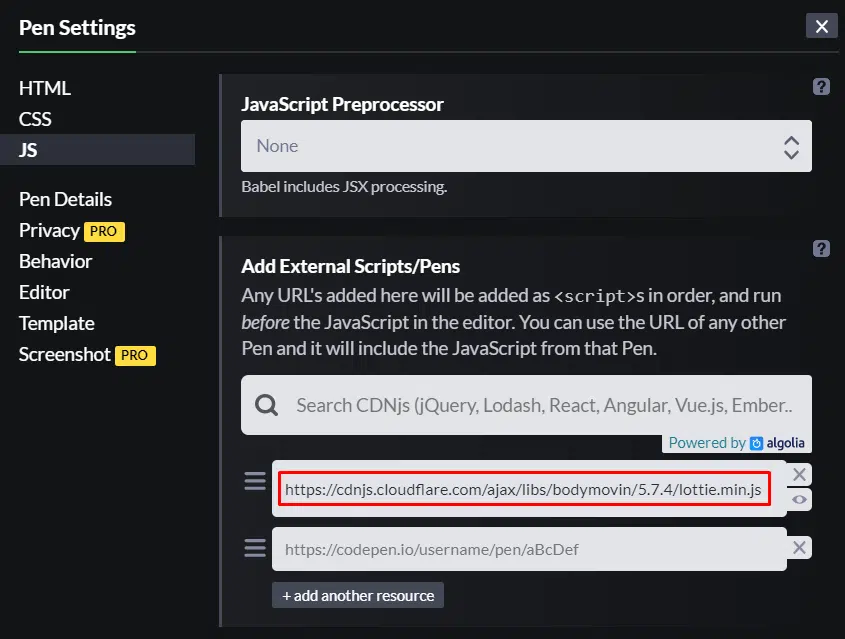 Pen Settings
HTML
CSS
JS
Pen Details
Privacy PRO
Behavior
Editor
Template
Screenshot PRO
?
JavaScript Preprocessor
None
Babel includes JSX processing.
?
Add External Scripts/Pens
Any URL's added here will be added as <script>s in order, and run
before the JavaScript in the editor. You can use the URL of any other
Pen and it will include the JavaScript from that Pen.
Search CDNjs (jQuery, Lodash, React, Angular, Vue.js, Ember..
Powered by algolia
https://cdnjs.cloudflare.com/ajax/libs/bodymovin/5.7.4/lottie.min.js
https://codepen.io/username/pen/aBcDef
+ add another resource